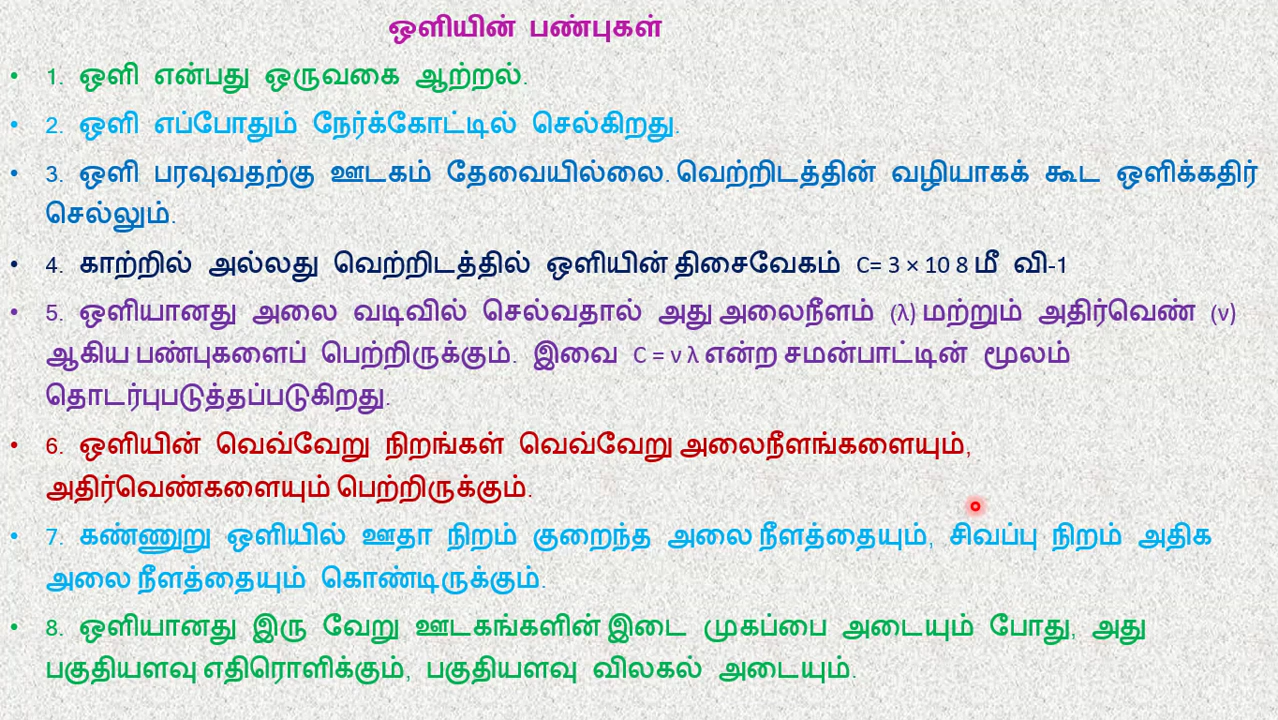 ஒளியின் பண்புகள்
• 1. ஒளி என்பது ஒருவகை ஆற்றல்.
• 2. ஒளி எப்போதும் நேர்க்கோட்டில் செல்கிறது.
• 3. ஒளி பரவுவதற்கு ஊடகம் தேவையில்லை. வெற்றிடத்தின் வழியாகக் கூட ஒளிக்கதிர்
செல்லும்.
• 4. காற்றில் அல்லது வெற்றிடத்தில் ஒளியின் திசைவேகம் C= 3 × 10 8 மீ வி-1
• 5. ஒளியானது அலை வடிவில் செல்வதால் அது அலைநீளம் (λ) மற்றும் அதிர்வெண் (ν)
ஆகிய பண்புகளைப் பெற்றிருக்கும். இவை C = ν λ என்ற சமன்பாட்டின் மூலம்
தொடர்புபடுத்தப்படுகிறது.
• 6. ஒளியின் வெவ்வேறு நிறங்கள் வெவ்வேறு அலைநீளங்களையும்,
அதிர்வெண்களையும் பெற்றிருக்கும்.
• 7. கண்ணுறு ஒளியில் ஊதா நிறம் குறைந்த அலை நீளத்தையும், சிவப்பு நிறம் அதிக
அலை நீளத்தையும் கொண்டிருக்கும்.
• 8. ஒளியானது இரு வேறு ஊடகங்களின் இடை முகப்பை அடையும் போது, அது
பகுதியளவு எதிரொளிக்கும், பகுதியளவு விலகல் அடையும்.